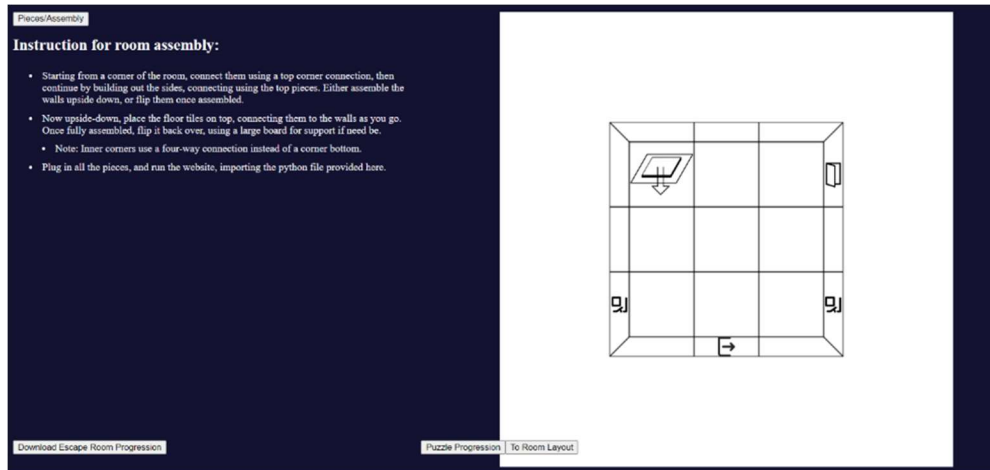 Pieces/Assembly
Instruction for room assembly:
• Starting from a corner of the room, connect them using a top corner connection, then
continue by building out the sides, connecting using the top pieces. Either assemble the
walls upside down, or flip them once assembled.
• Now upside-down, place the floor tiles on top, connecting them to the walls as you go.
Once fully assembled, flip it back over, using a large board for support if need be.
• Note: Inner corners use a four-way connection instead of a corner bottom.
• Plug in all the pieces, and run the website, importing the python file provided here.
Download Escape Room Progression
Puzzle Progression
To Room Layout